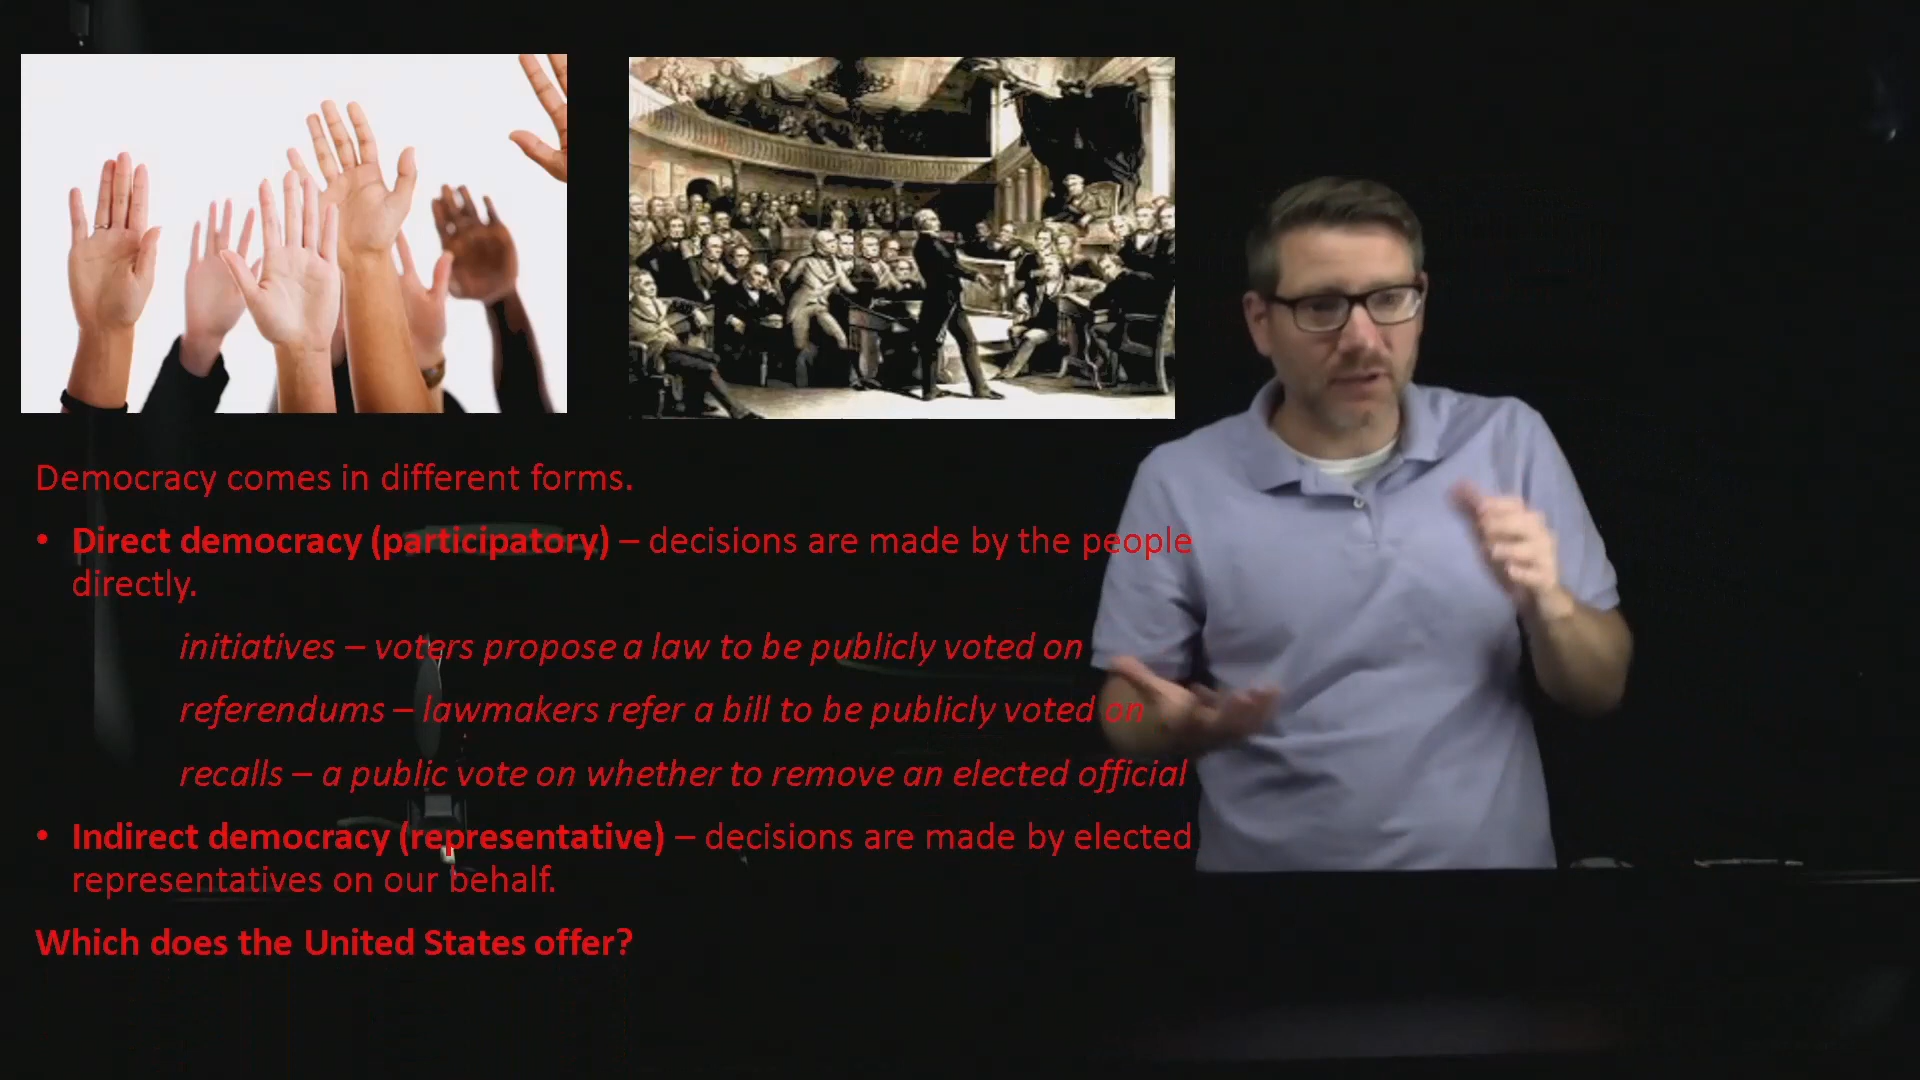 Democracy comes in different forms.
• Direct democracy (participatory) – decisions are made by the people
directly.
initiatives – voters propose a law to be publicly voted on
referendums – lawmakers refer a bill to be publicly voted on
recalls – a public vote on whether to remove an elected official
• Indirect democracy (representative) – decisions are made by elected
representatives on our behalf.
Which does the United States offer?